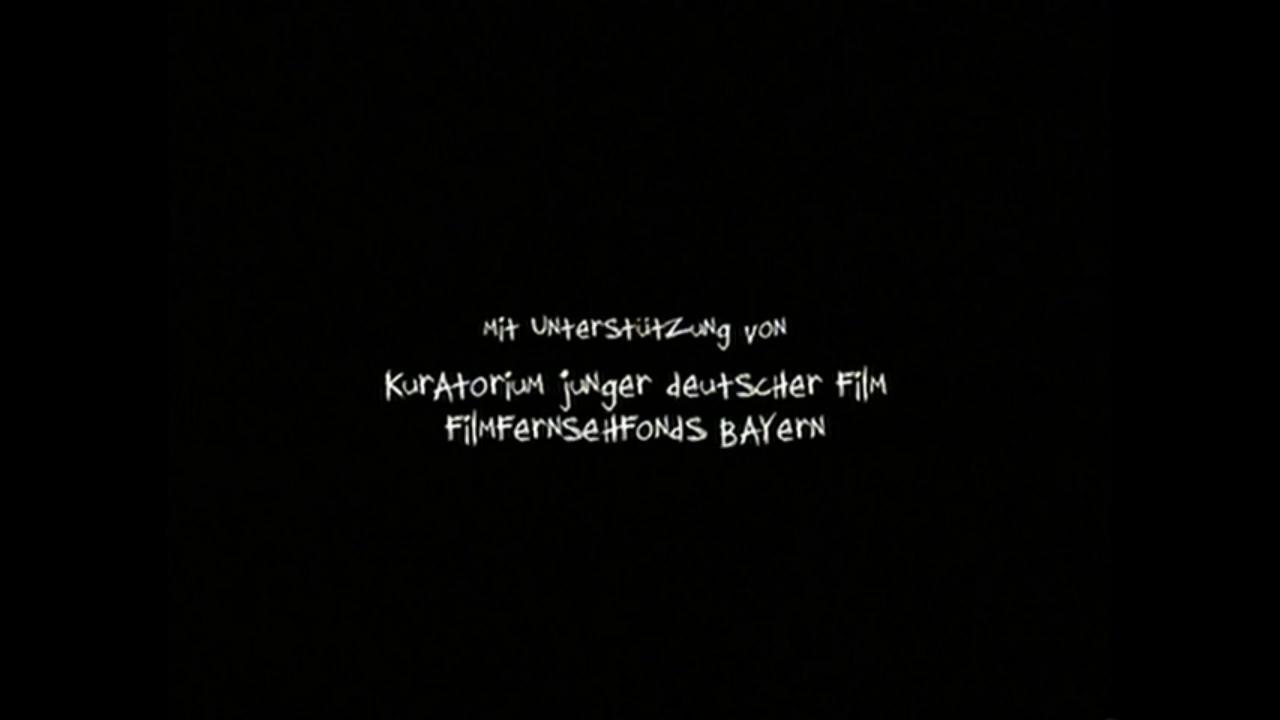 Mit Unterstützung von
Kuratorium junger deutscher Film
FilmFernsehFonds Bayern